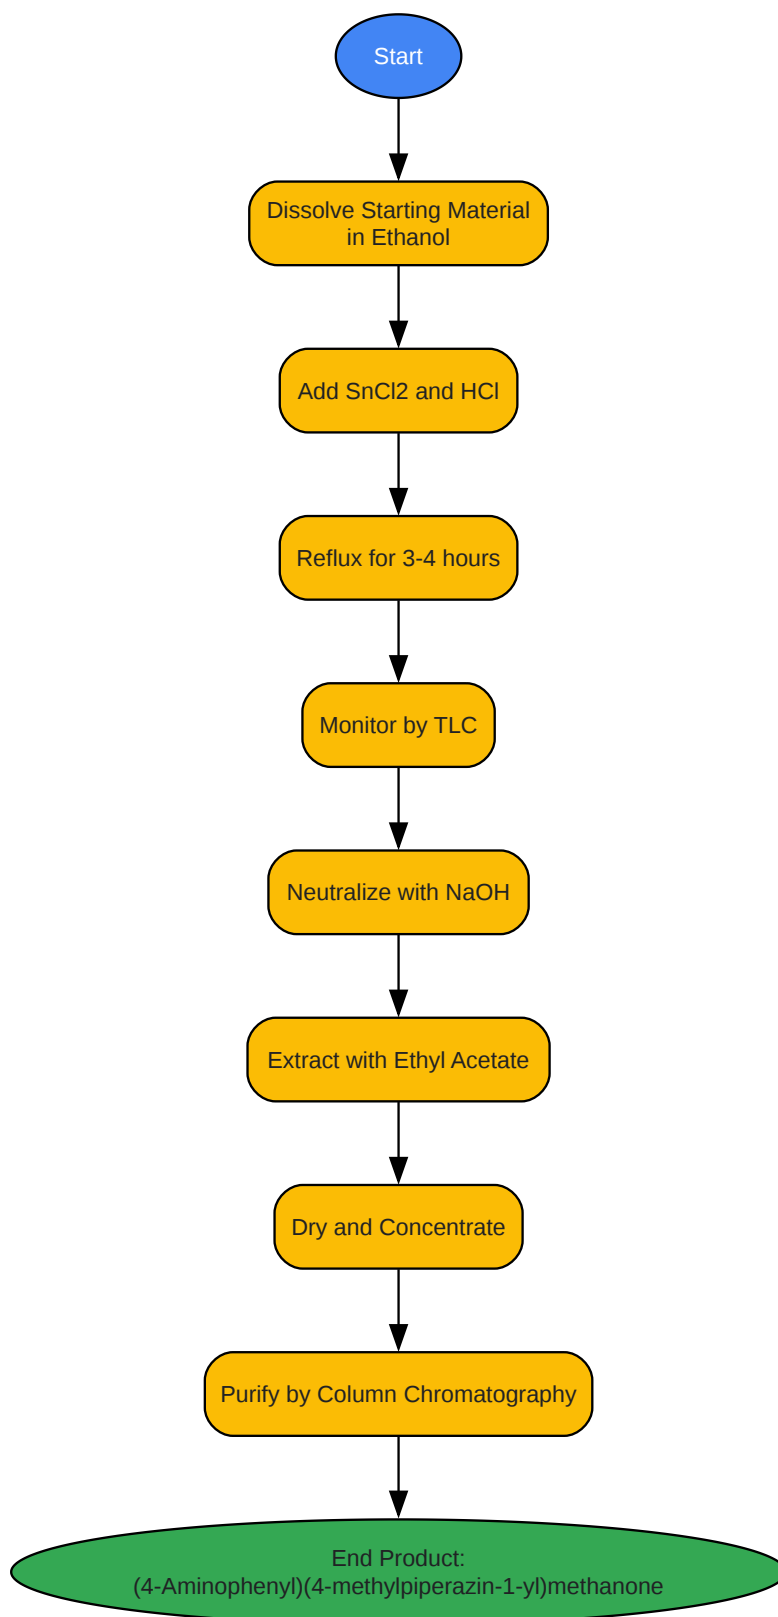 Start
Dissolve Starting Material
in Ethanol
Add SnCl2 and HCl
Reflux for 3-4 hours
Monitor by TLC
Neutralize with NaOH
Extract with Ethyl Acetate
Dry and Concentrate
Purify by Column Chromatography
End Product:
(4-Aminophenyl)(4-methylpiperazin-1-yl)methanone